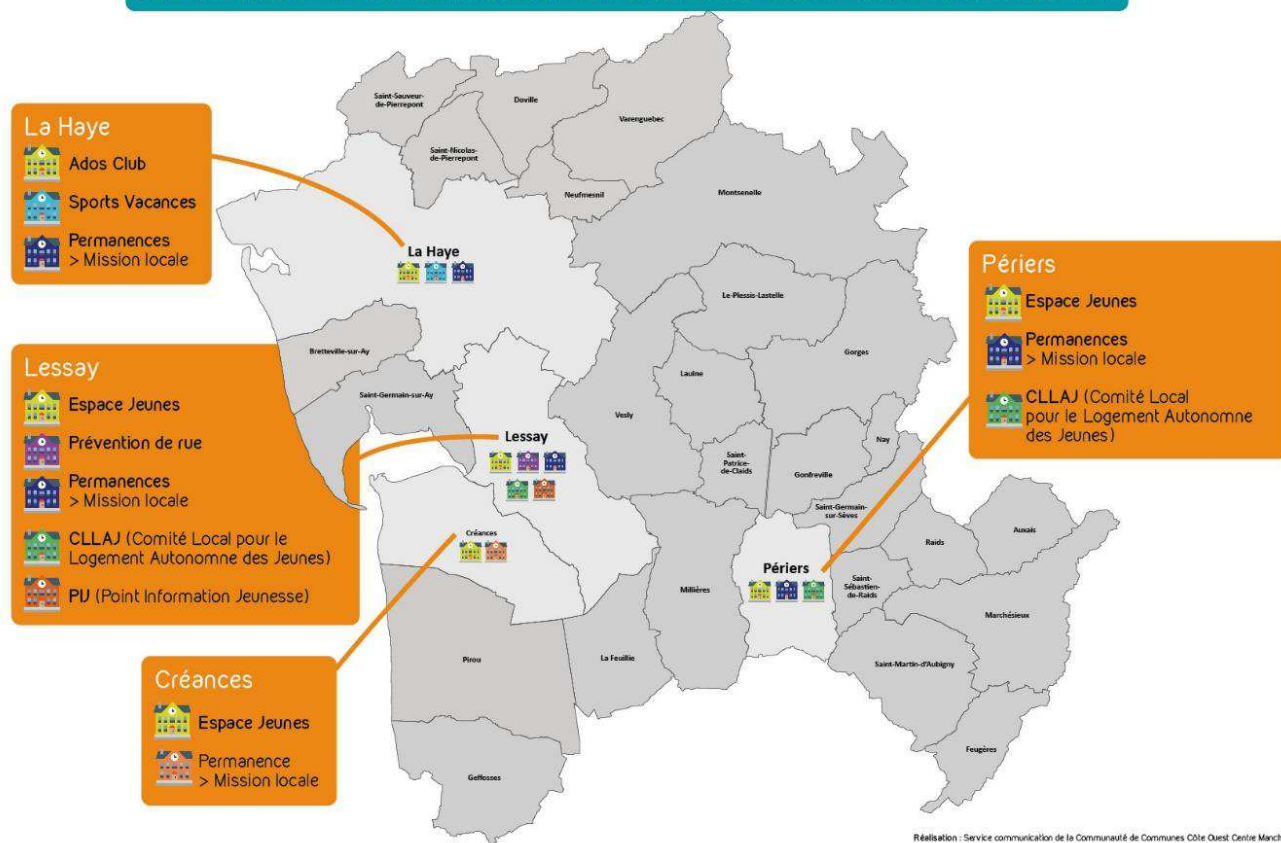 La Haye
Ados Club
Sports Vacances
Permanences
> Mission locale
Lessay
Espace Jeunes
Prévention de rue
Permanences
> Mission locale
CLLAJ (Comité Local pour le
Logement Autonomne des Jeunes)
PIJ (Point Information Jeunesse)
Créances
Espace Jeunes
Permanence
> Mission locale
Périers
Espace Jeunes
Permanences
> Mission locale
CLLAJ (Comité Local
pour le Logement Autonomne
des Jeunes)
Saint-Sauveur-
de-Pierrepont
Doville
Varenguebec
Saint-Nicolas-
de-Pierrepont
Neufmesnil
Montsenelle
La Haye
Le-Plessis-Lastelle
Bretteville-sur-Ay
Gorges
Saint-Germain-sur-Ay
Laulne
Vesly
Lessay
Nay
Saint-
Patrice-
de-Claids
Gonfreville
Saint-Germain-
sur-Sèves
Créances
Raids
Auxais
Périers
Saint-
Sébastien-
de-Raids
Millières
Marchésieux
Pirou
La Feuillie
Saint-Martin-d'Aubigny
Feugères
Geffosses
Réalisation : Service communication de la Communauté de Communes Côte Ouest Centre Manch